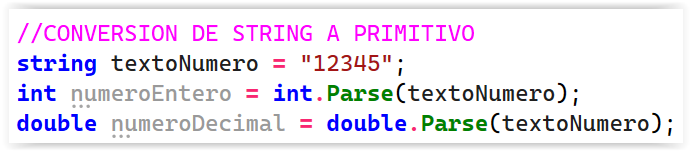 //CONVERSION DE STRING A PRIMITIVO
string textoNumero = "12345";
int numeroEntero = int.Parse(textoNumero);
double numeroDecimal = double.Parse(textoNumero);